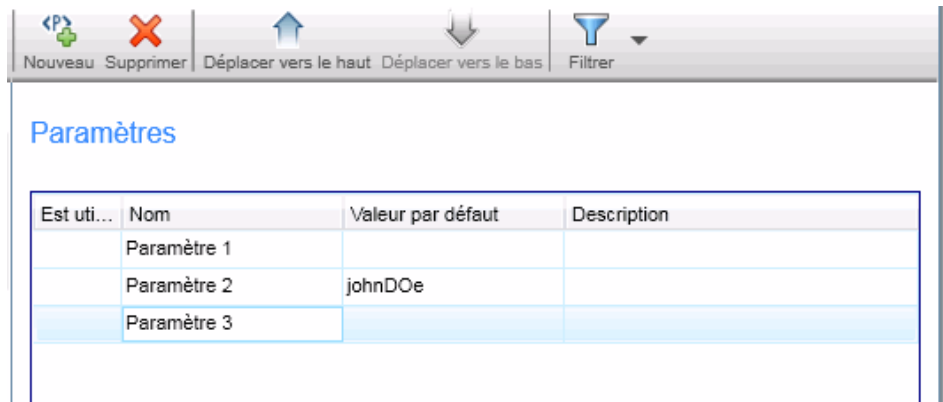 <P>
Nouveau Supprimer Déplacer vers le haut Déplacer vers le bas Filtrer
Paramètres
Est uti... Nom Valeur par défaut Description
Paramètre 1
Paramètre 2 johnDOe
Paramètre 3